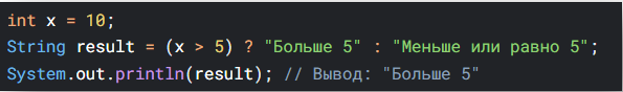 int x = 10;
String result = (x > 5) ? "Больше 5" : "Меньше или равно 5";
System.out.println(result); // Вывод: "Больше 5"